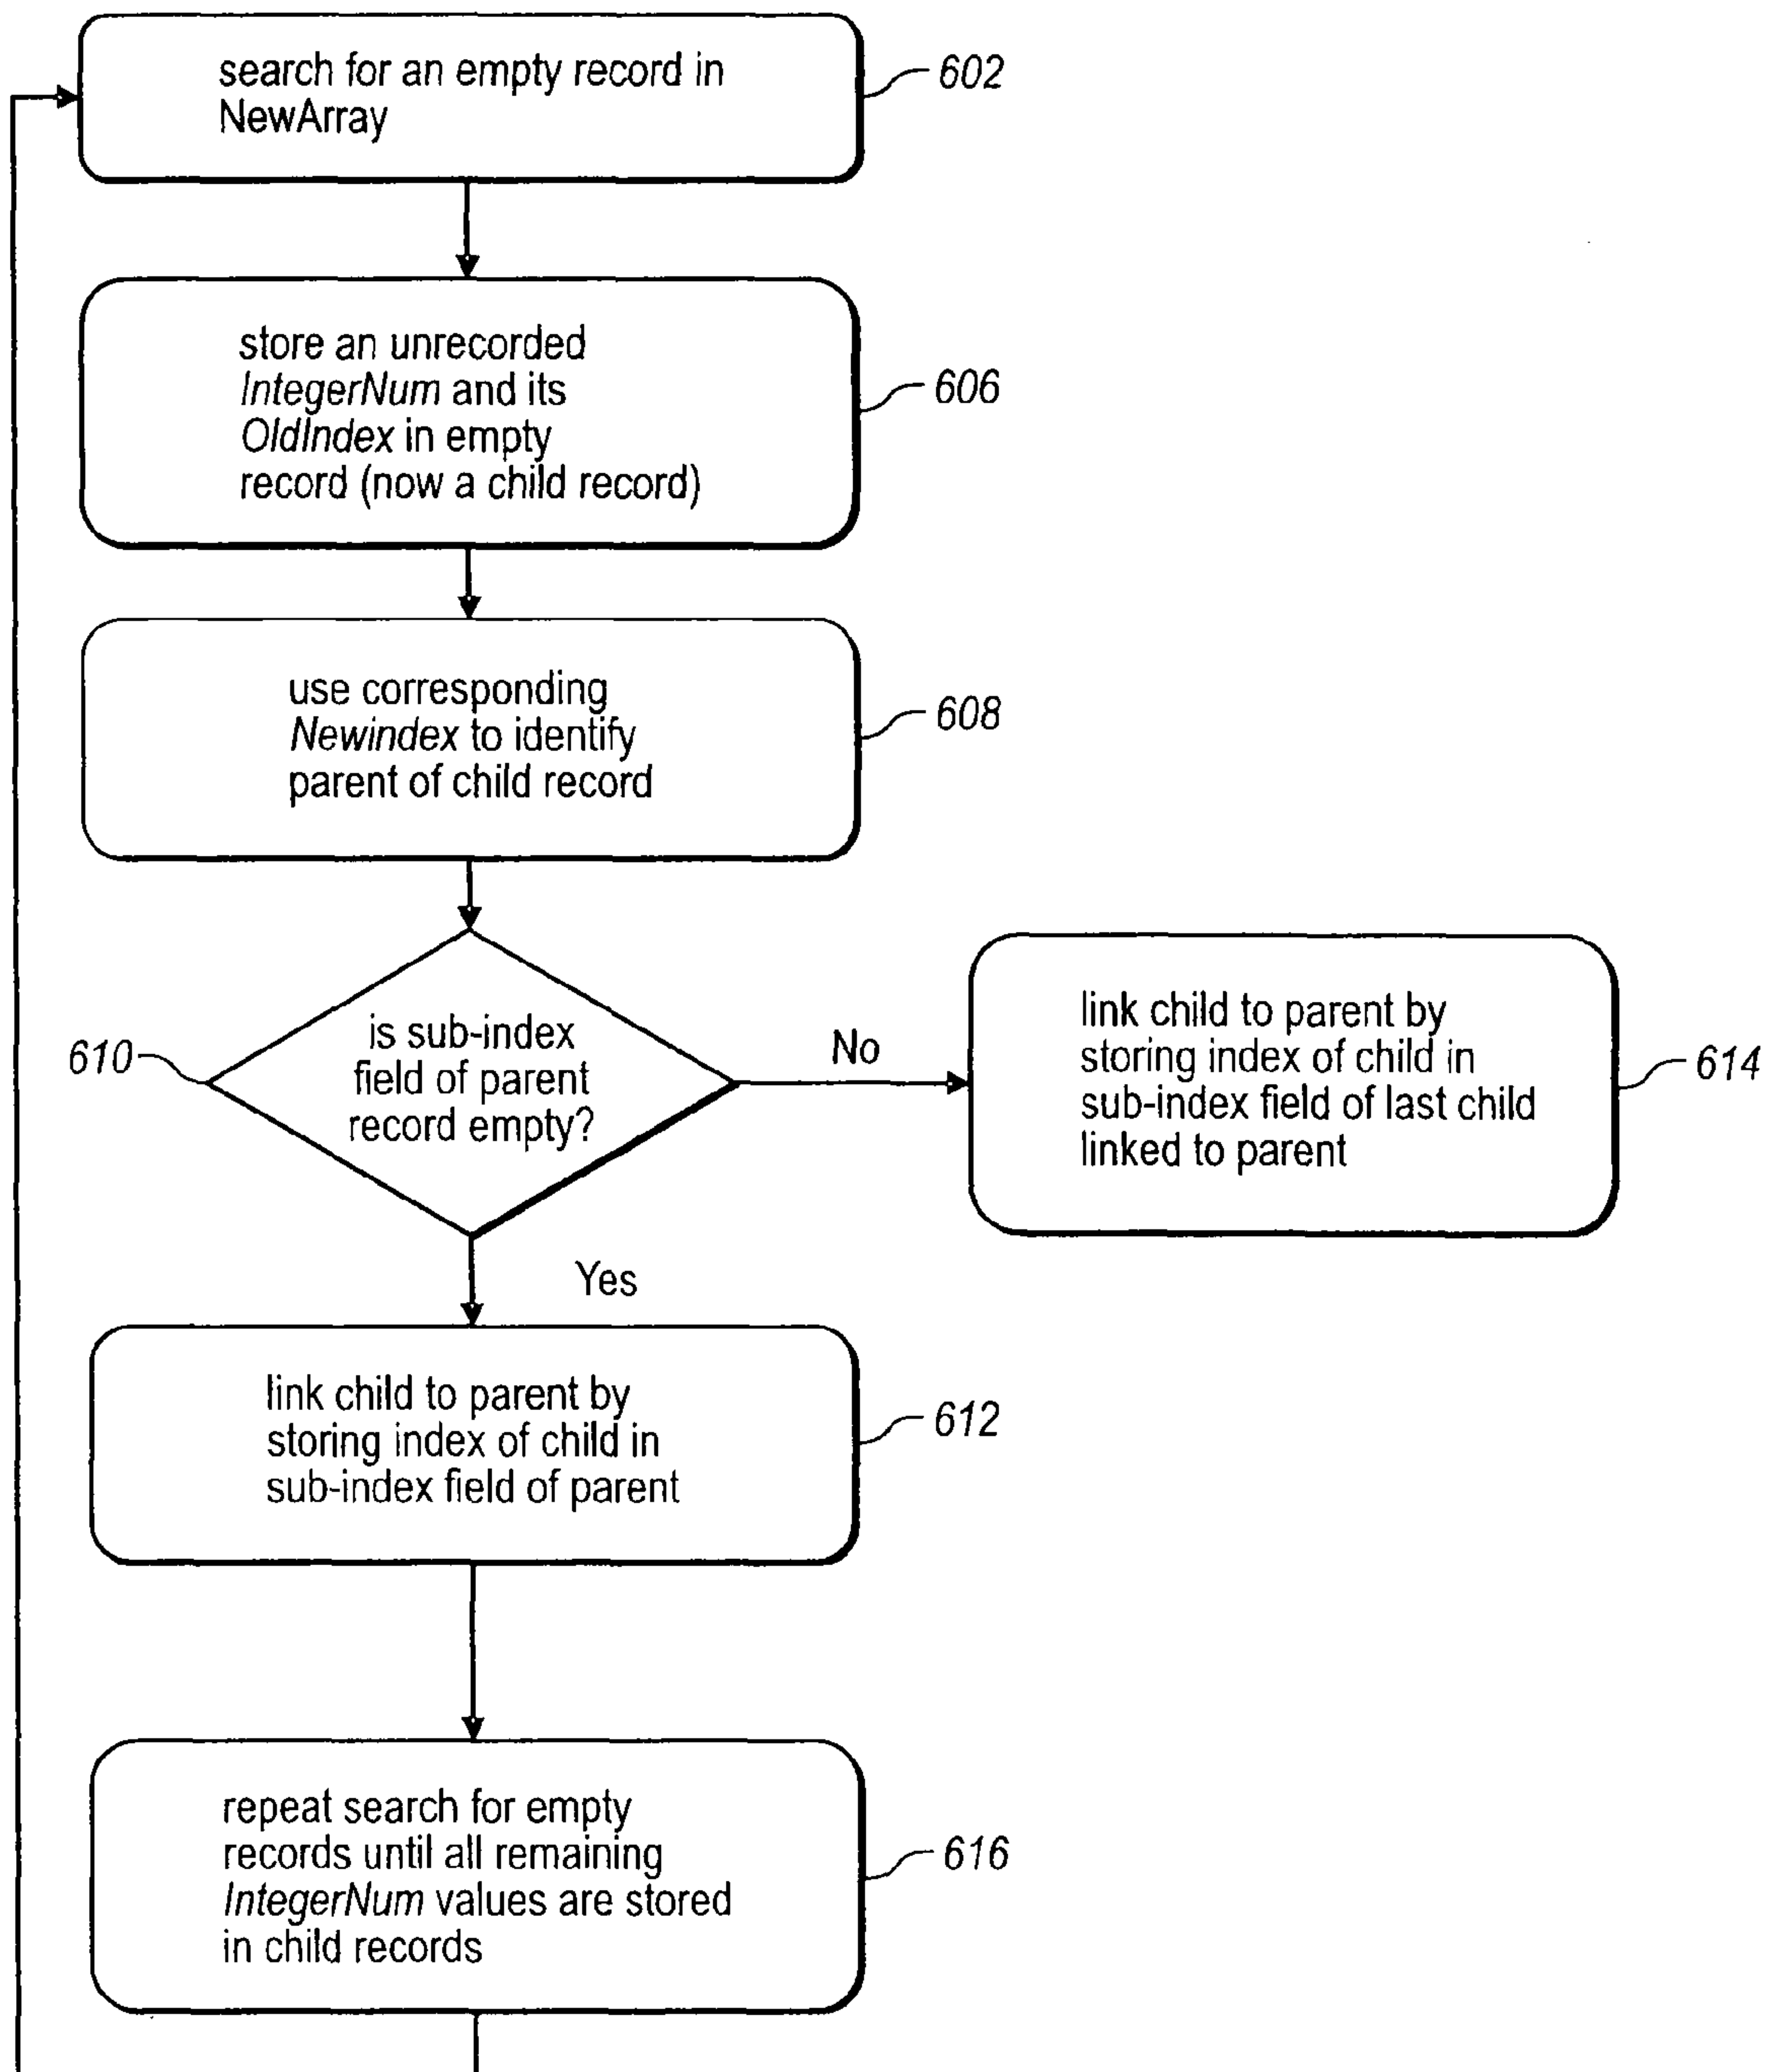 search for an empty record in
NewArray
602
store an unrecorded
IntegerNum and its
OldIndex in empty
record (now a child record)
606
use corresponding
Newindex to identify
parent of child record
608
is sub-index
field of parent
record empty?
610
No
link child to parent by
storing index of child in
sub-index field of last child
linked to parent
614
Yes
link child to parent by
storing index of child in
sub-index field of parent
612
repeat search for empty
records until all remaining
IntegerNum values are stored
in child records
616